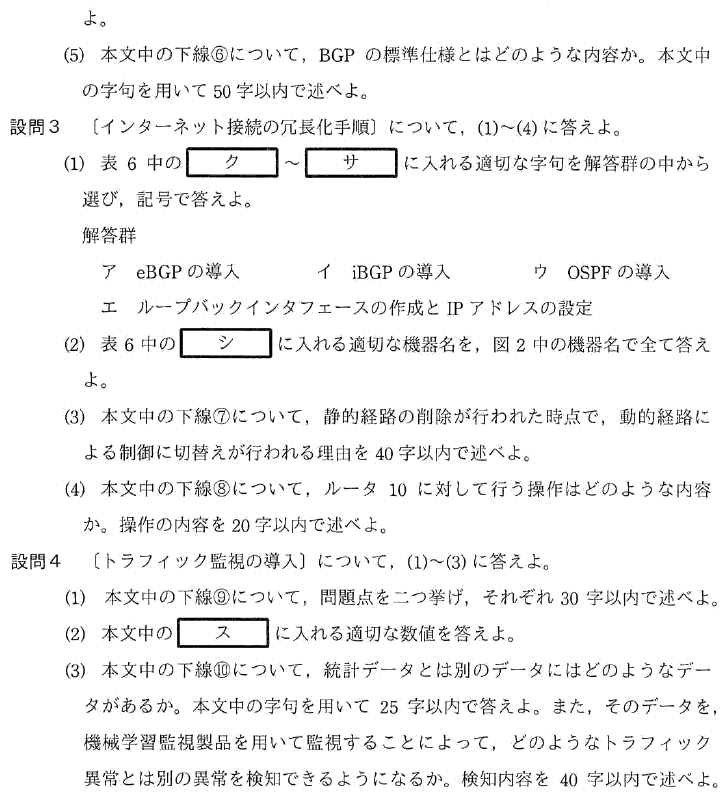 よ。
(5) 本文中の下線⑥について，BGP の標準仕様とはどのような内容か。本文中
の字句を用いて 50 字以内で述べよ。
設問３ 〔インターネット接続の冗長化手順〕について，(1)～(4) に答えよ。
(1) 表 6 中の ク ～ サ に入れる適切な字句を解答群の中から
選び，記号で答えよ。
解答群
ア eBGP の導入 イ iBGP の導入 ウ OSPF の導入
エ ループバックインタフェースの作成と IP アドレスの設定
(2) 表 6 中の シ に入れる適切な機器名を，図 2 中の機器名で全て答え
よ。
(3) 本文中の下線⑦について，静的経路の削除が行われた時点で，動的経路に
よる制御に切替えが行われる理由を 40 字以内で述べよ。
(4) 本文中の下線⑧について，ルータ 10 に対して行う操作はどのような内容
か。操作の内容を 20 字以内で述べよ。
設問４ 〔トラフィック監視の導入〕について，(1)～(3) に答えよ。
(1) 本文中の下線⑨について，問題点を二つ挙げ，それぞれ 30 字以内で述べよ。
(2) 本文中の ス に入れる適切な数値を答えよ。
(3) 本文中の下線⑩について，統計データとは別のデータにはどのようなデー
タがあるか。本文中の字句を用いて 25 字以内で答えよ。また，そのデータを，
機械学習監視製品を用いて監視することによって，どのようなトラフィック
異常とは別の異常を検知できるようになるか。検知内容を 40 字以内で述べよ。